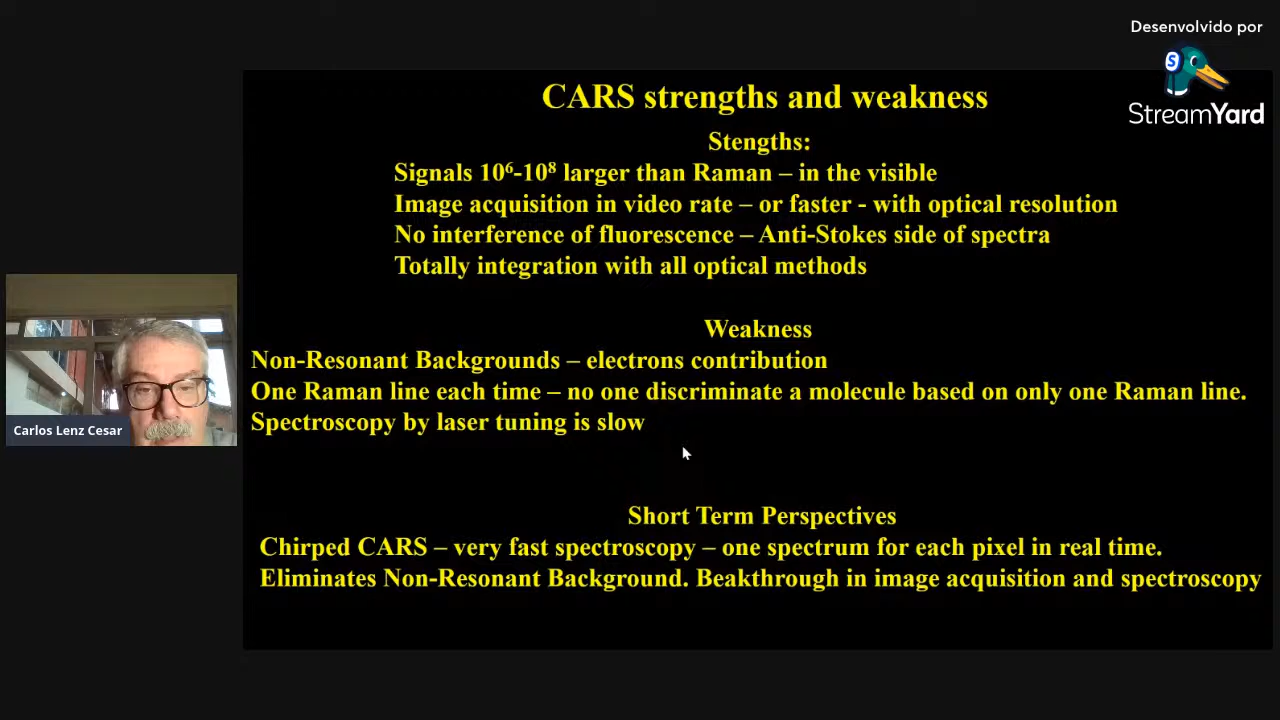 Desenvolvido por
S
StreamYard
CARS strengths and weakness
Stengths:
Signals 10⁶-10⁸ larger than Raman – in the visible
Image acquisition in video rate – or faster - with optical resolution
No interference of fluorescence – Anti-Stokes side of spectra
Totally integration with all optical methods
Weakness
Non-Resonant Backgrounds – electrons contribution
One Raman line each time – no one discriminate a molecule based on only one Raman line.
Spectroscopy by laser tuning is slow
Carlos Lenz Cesar
Short Term Perspectives
Chirped CARS – very fast spectroscopy – one spectrum for each pixel in real time.
Eliminates Non-Resonant Background. Beakthrough in image acquisition and spectroscopy